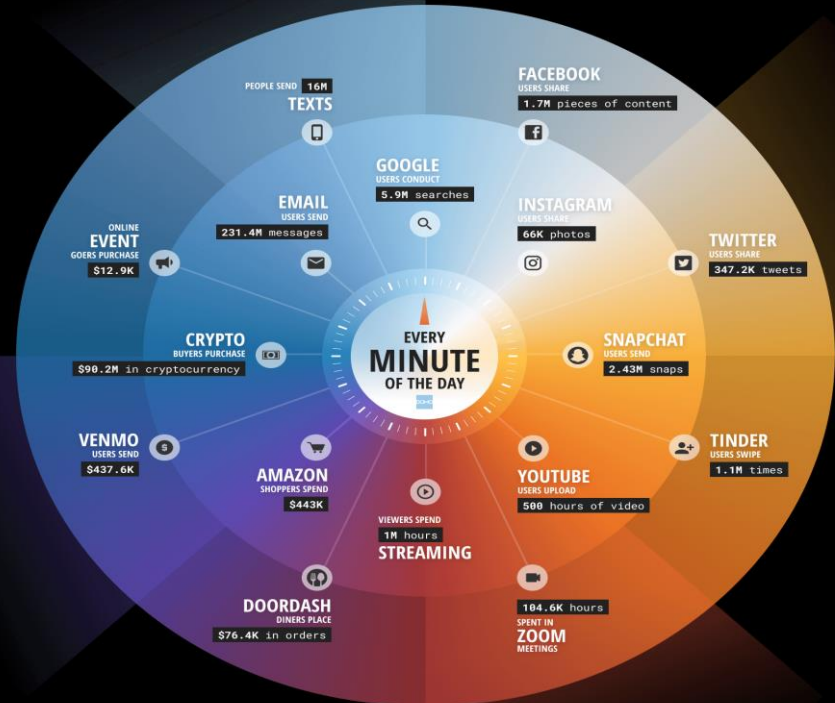 PEOPLE SEND 16M
TEXTS
FACEBOOK
USERS SHARE
1.7M pieces of content
GOOGLE
USERS CONDUCT
5.9M searches
EMAIL
USERS SEND
231.4M messages
INSTAGRAM
USERS SHARE
66K photos
ONLINE
EVENT
GOERS PURCHASE
$12.9K
TWITTER
USERS SHARE
347.2K tweets
CRYPTO
BUYERS PURCHASE
$90.2M in cryptocurrency
EVERY
MINUTE
OF THE DAY
DOMO
SNAPCHAT
USERS SEND
2.43M snaps
VENMO
USERS SEND
$437.6K
AMAZON
SHOPPERS SPEND
$443K
VIEWERS SPEND
1M hours
STREAMING
YOUTUBE
USERS UPLOAD
500 hours of video
TINDER
USERS SWIPE
1.1M times
DOORDASH
DINERS PLACE
$76.4K in orders
104.6K hours
SPENT IN
ZOOM
MEETINGS